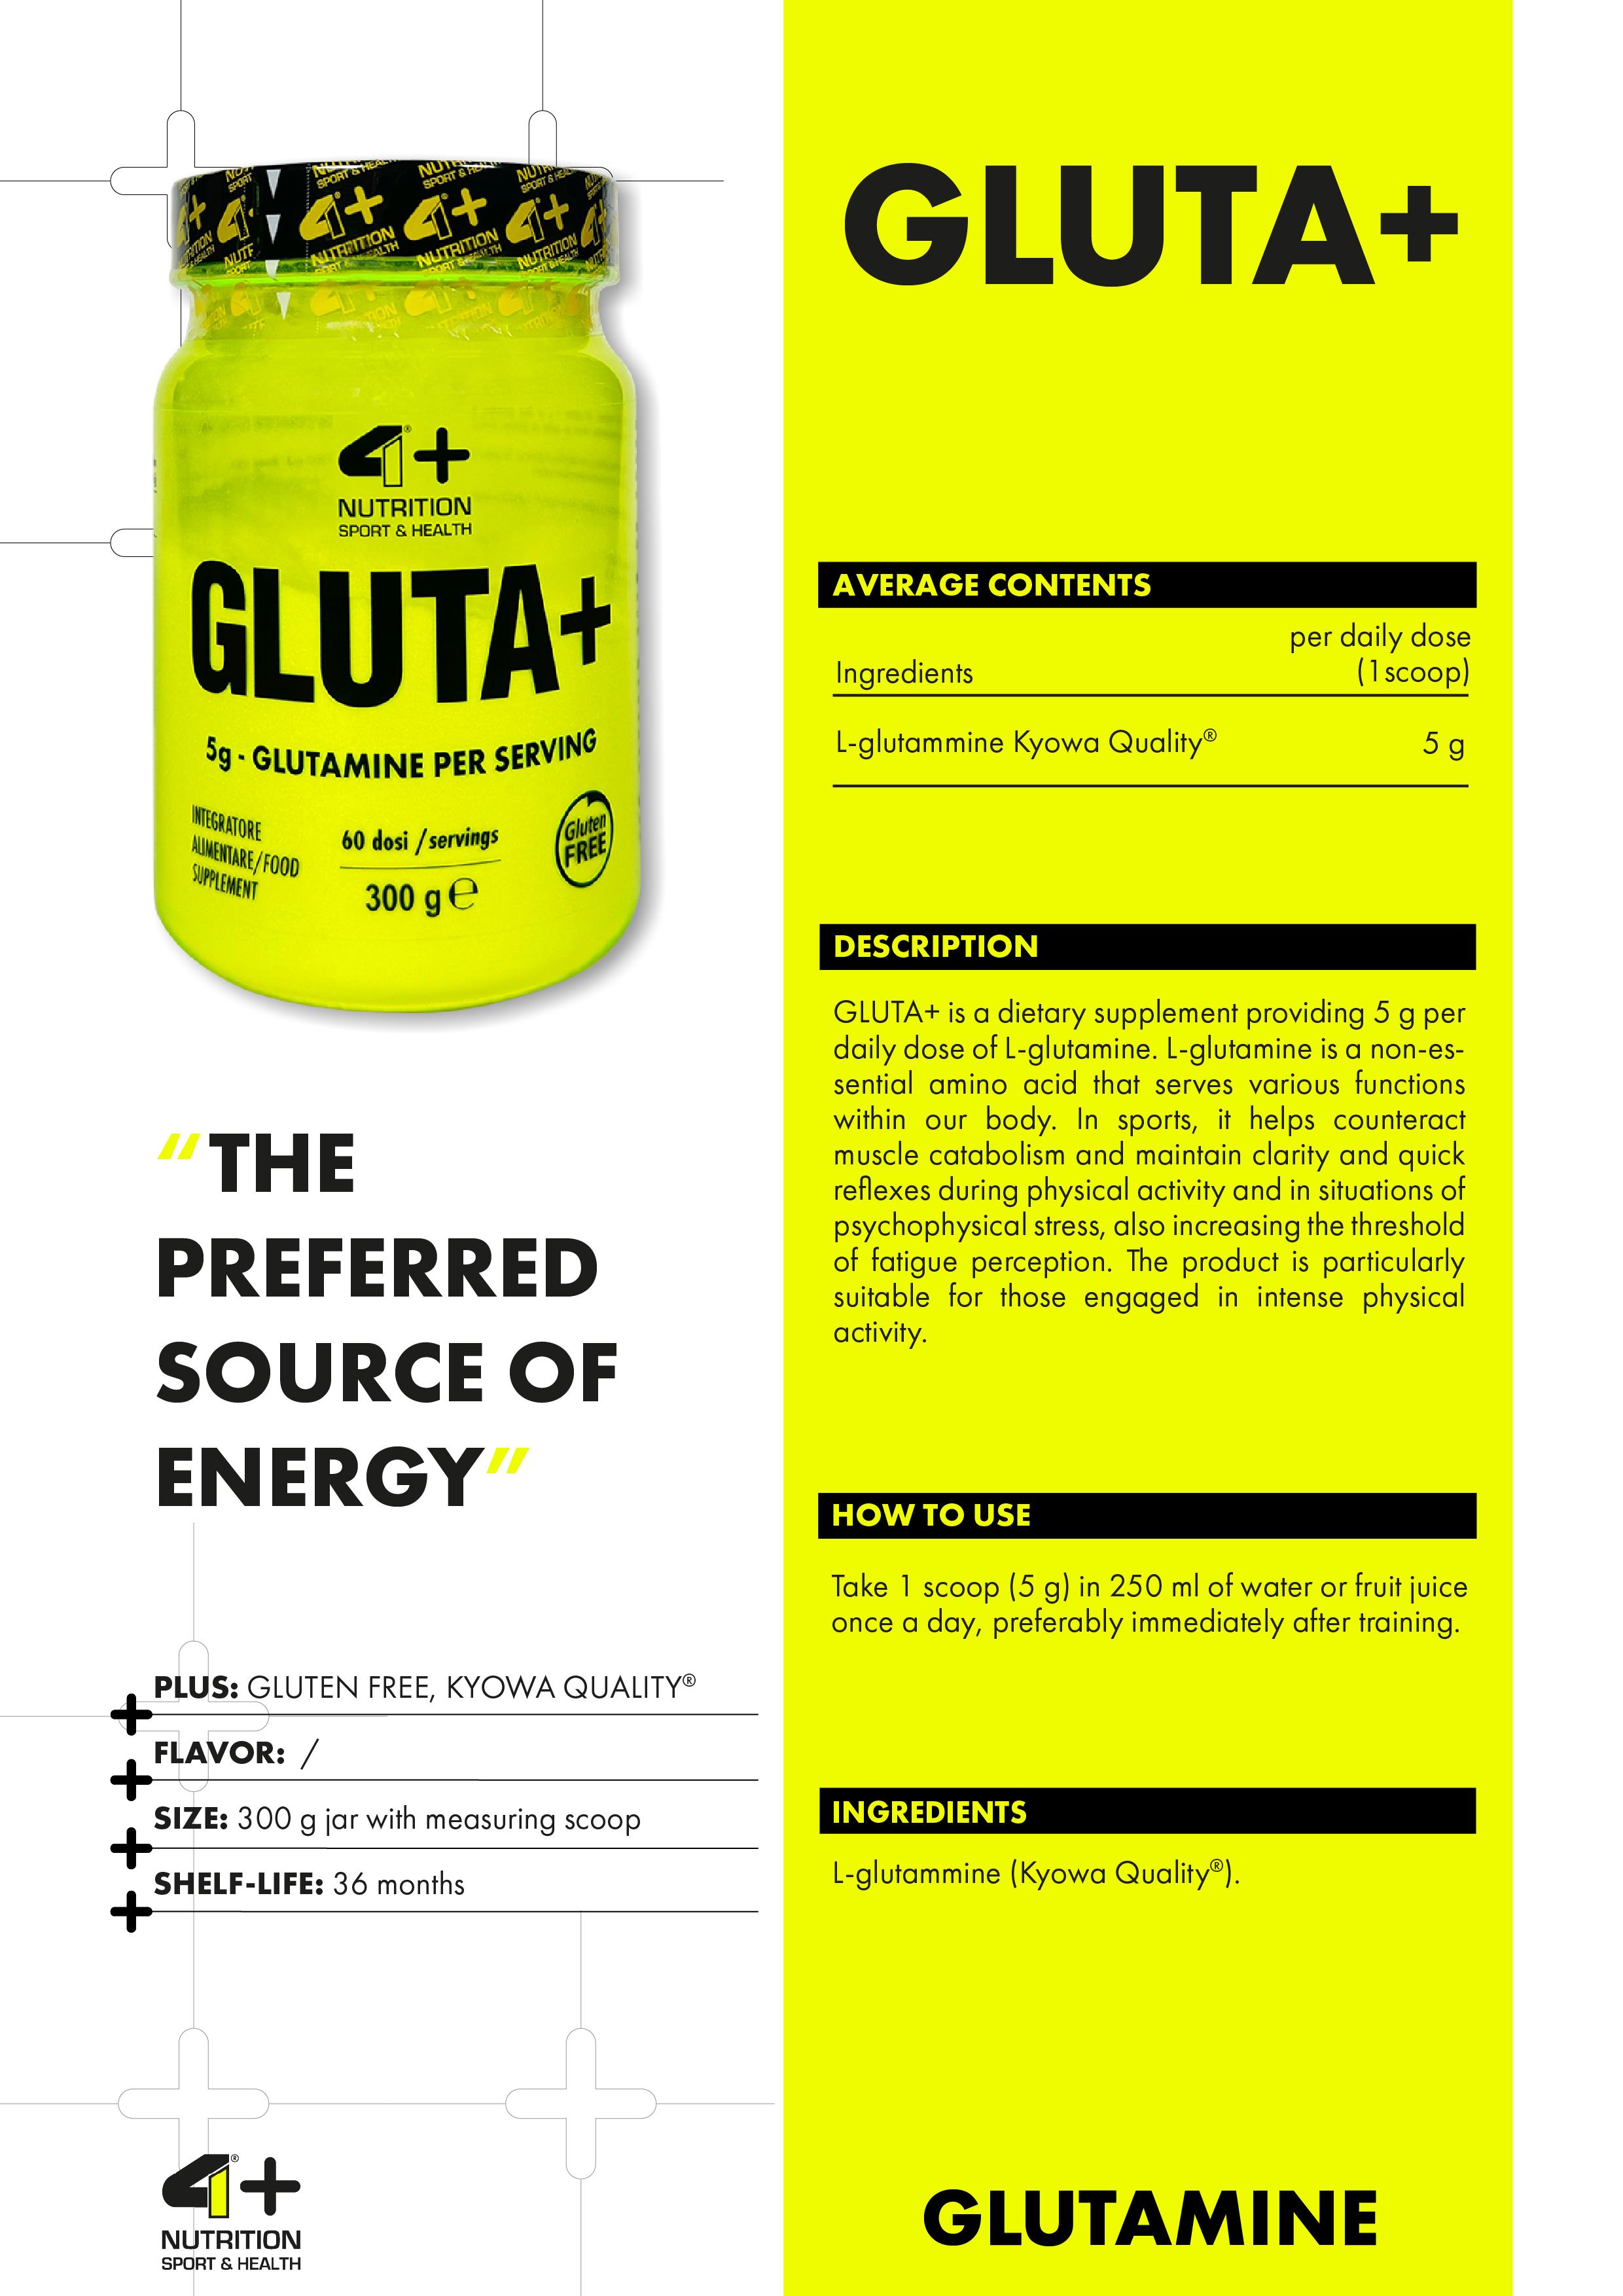 4+
NUTRITION
SPORT & HEALTH
GLUTA+
5g - GLUTAMINE PER SERVING
INTEGRATORE
ALIMENTARE/FOOD
SUPPLEMENT
60 dosi / servings
300 g ℮
Gluten
FREE
"THE
PREFERRED
SOURCE OF
ENERGY"
PLUS: GLUTEN FREE, KYOWA QUALITY®
FLAVOR: /
SIZE: 300 g jar with measuring scoop
SHELF-LIFE: 36 months
4+®
NUTRITION
SPORT & HEALTH
GLUTA+
AVERAGE CONTENTS
per daily dose
Ingredients (1scoop)
L-glutammine Kyowa Quality® 5 g
DESCRIPTION
GLUTA+ is a dietary supplement providing 5 g per
daily dose of L-glutamine. L-glutamine is a non-es-
sential amino acid that serves various functions
within our body. In sports, it helps counteract
muscle catabolism and maintain clarity and quick
reflexes during physical activity and in situations of
psychophysical stress, also increasing the threshold
of fatigue perception. The product is particularly
suitable for those engaged in intense physical
activity.
HOW TO USE
Take 1 scoop (5 g) in 250 ml of water or fruit juice
once a day, preferably immediately after training.
INGREDIENTS
L-glutammine (Kyowa Quality®).
GLUTAMINE